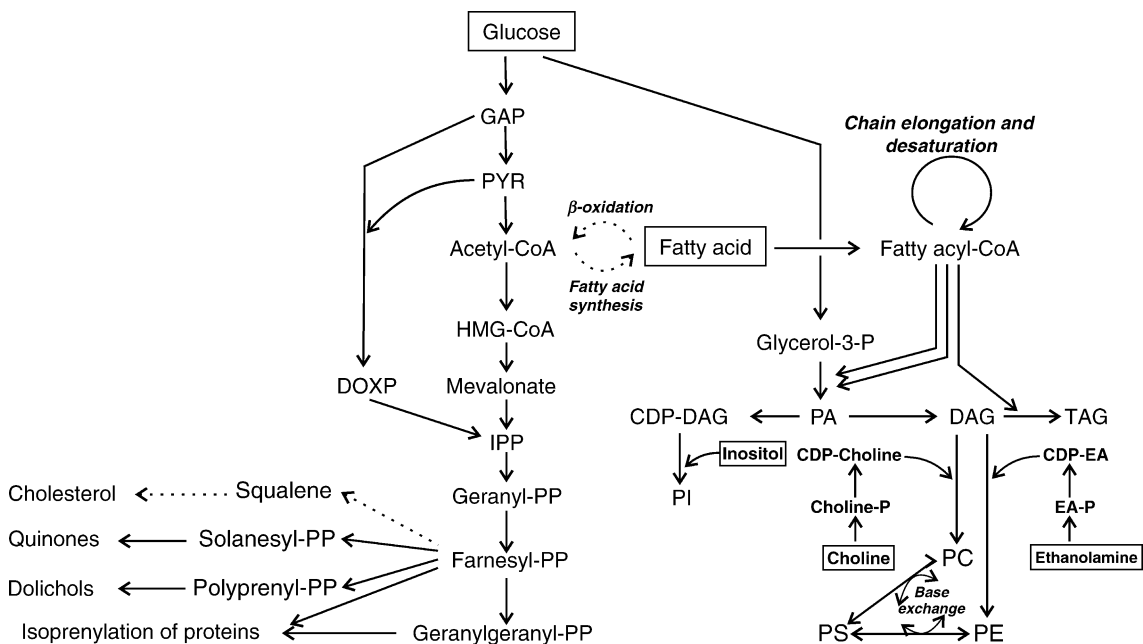 Glucose
GAP
Chain elongation and
desaturation
PYR
β-oxidation
Acetyl-CoA
Fatty acid
Fatty acyl-CoA
Fatty acid
synthesis
HMG-CoA
Glycerol-3-P
DOXP
Mevalonate
CDP-DAG
PA
DAG
TAG
IPP
Inositol
CDP-Choline
CDP-EA
Cholesterol
Squalene
Geranyl-PP
PI
Choline-P
EA-P
Quinones
Solanesyl-PP
Farnesyl-PP
Choline
PC
Ethanolamine
Dolichols
Polyprenyl-PP
Base
exchange
Isoprenylation of proteins
Geranylgeranyl-PP
PS
PE